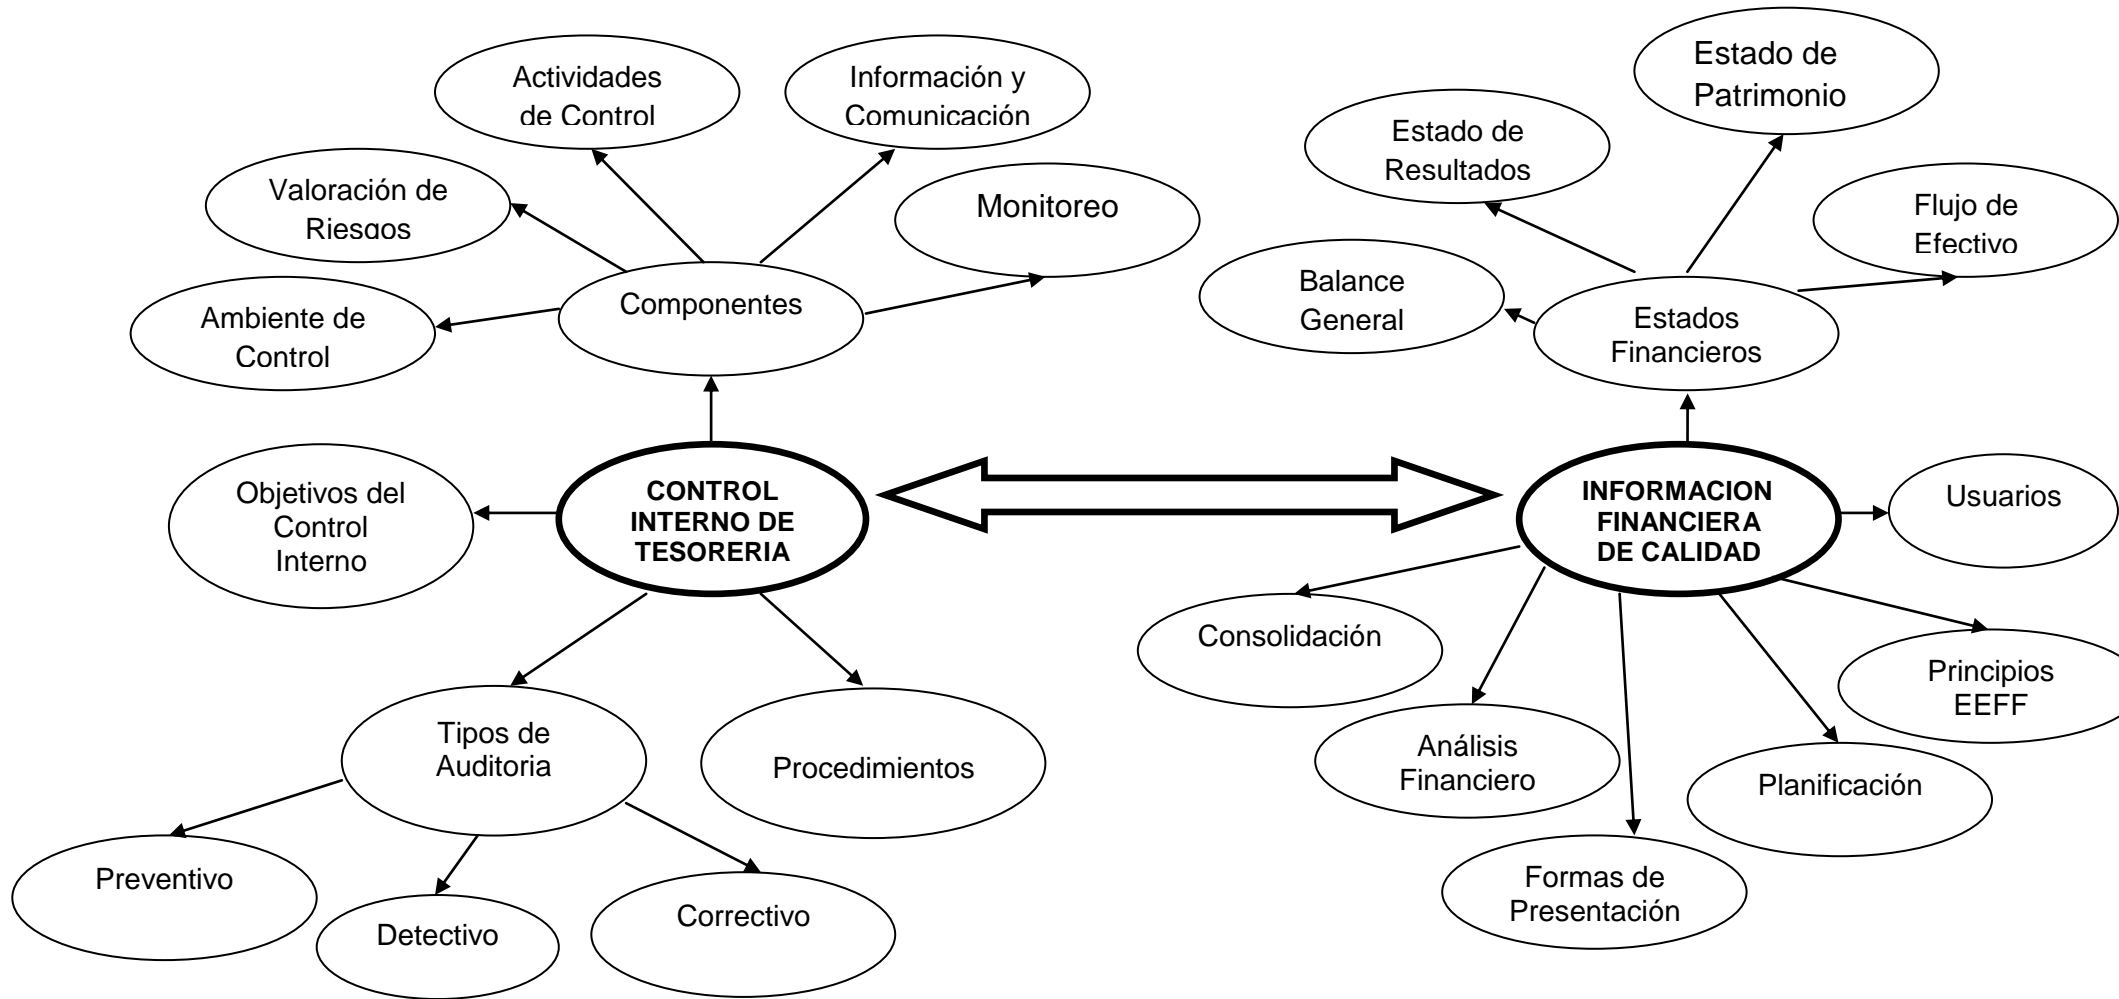 Estado de
Patrimonio
Actividades
de Control
Información y
Comunicación
Estado de
Resultados
Valoración de
Riesgos
Monitoreo
Flujo de
Efectivo
Balance
General
Componentes
Ambiente de
Control
Estados
Financieros
Objetivos del
Control
Interno
CONTROL
INTERNO DE
TESORERIA
INFORMACION
FINANCIERA
DE CALIDAD
Usuarios
Consolidación
Principios
EEFF
Tipos de
Auditoria
Procedimientos
Análisis
Financiero
Planificación
Preventivo
Detectivo
Correctivo
Formas de
Presentación